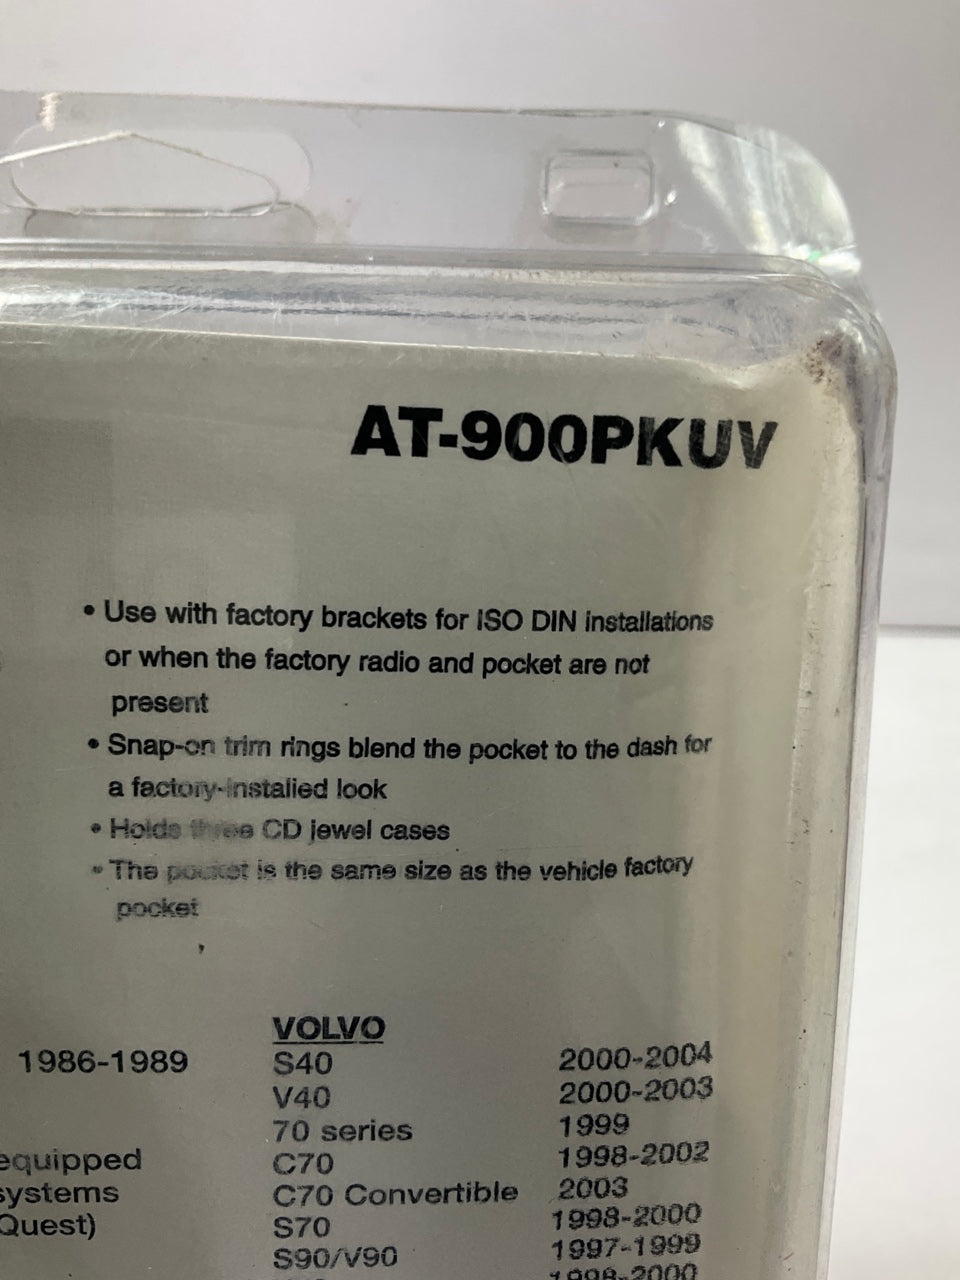 AT-900PKUV
• Use with factory brackets for ISO DIN installations
or when the factory radio and pocket are not
present
• Snap-on trim rings blend the pocket to the dash for
a factory-installed look
• Holds three CD jewel cases
• The pocket is the same size as the vehicle factory
pocket
1986-1989
equipped
systems
Quest)
VOLVO
S40 2000-2004
V40 2000-2003
70 series 1999
C70 1998-2002
C70 Convertible 2003
S70 1998-2000
S90/V90 1997-1999
1998-2000